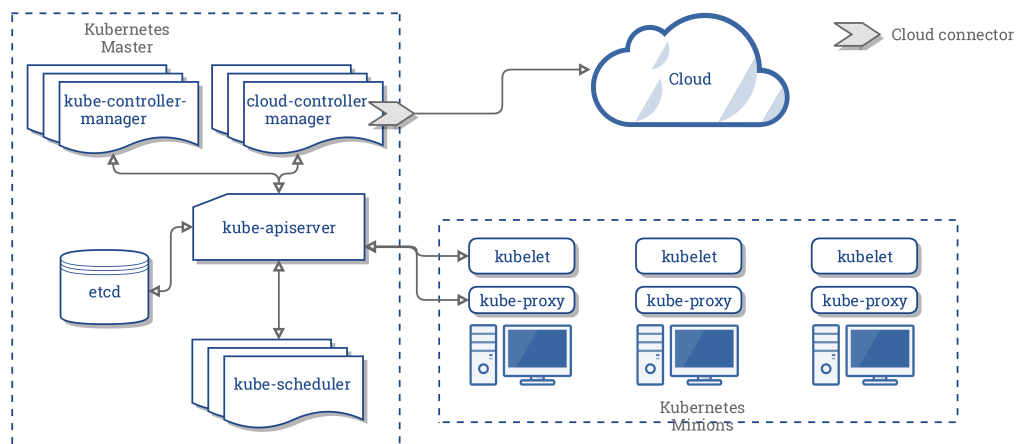 Kubernetes
Master
Cloud connector
Cloud
kube-controller-
manager
cloud-controller
manager
kube-apiserver
etcd
kube-scheduler
kubelet
kubelet
kubelet
kube-proxy
kube-proxy
kube-proxy
Kubernetes
Minions